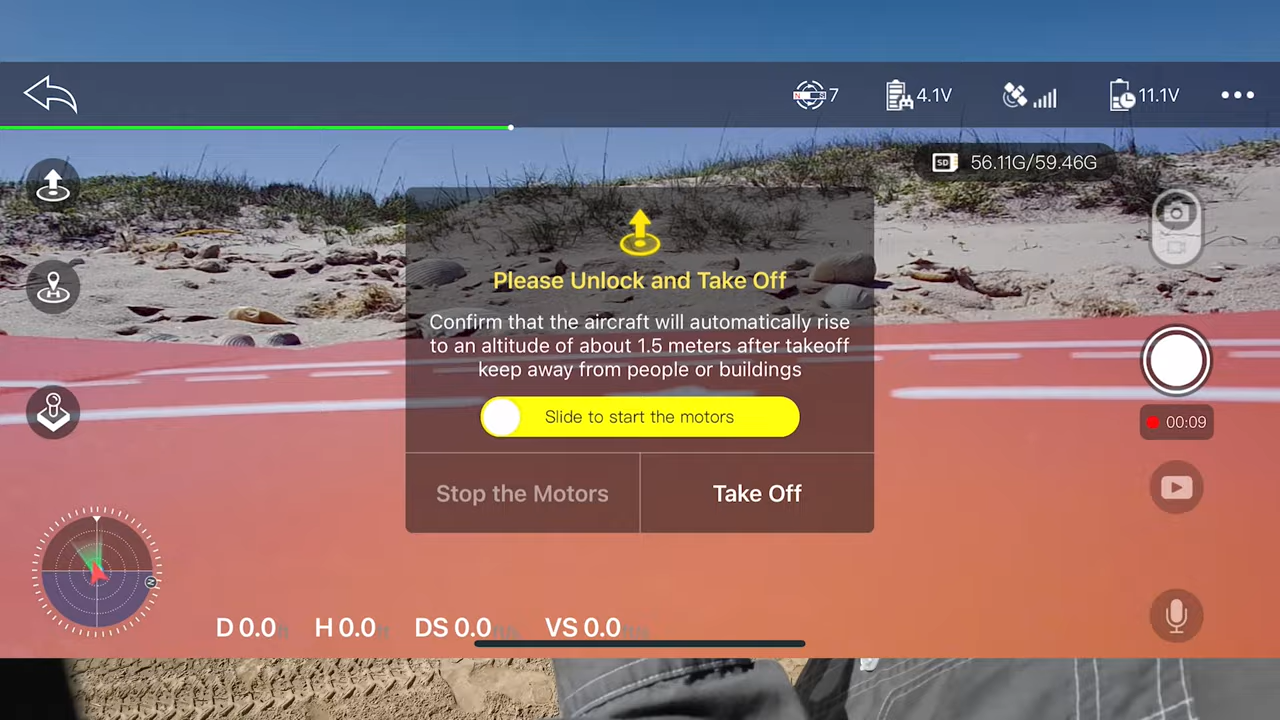 7
4.1V
11.1V
SD
56.11G/59.46G
Please Unlock and Take Off
Confirm that the aircraft will automatically rise
to an altitude of about 1.5 meters after takeoff
keep away from people or buildings
Slide to start the motors
Stop the Motors
Take Off
00:09
N
D 0.0 H 0.0 DS 0.0 VS 0.0